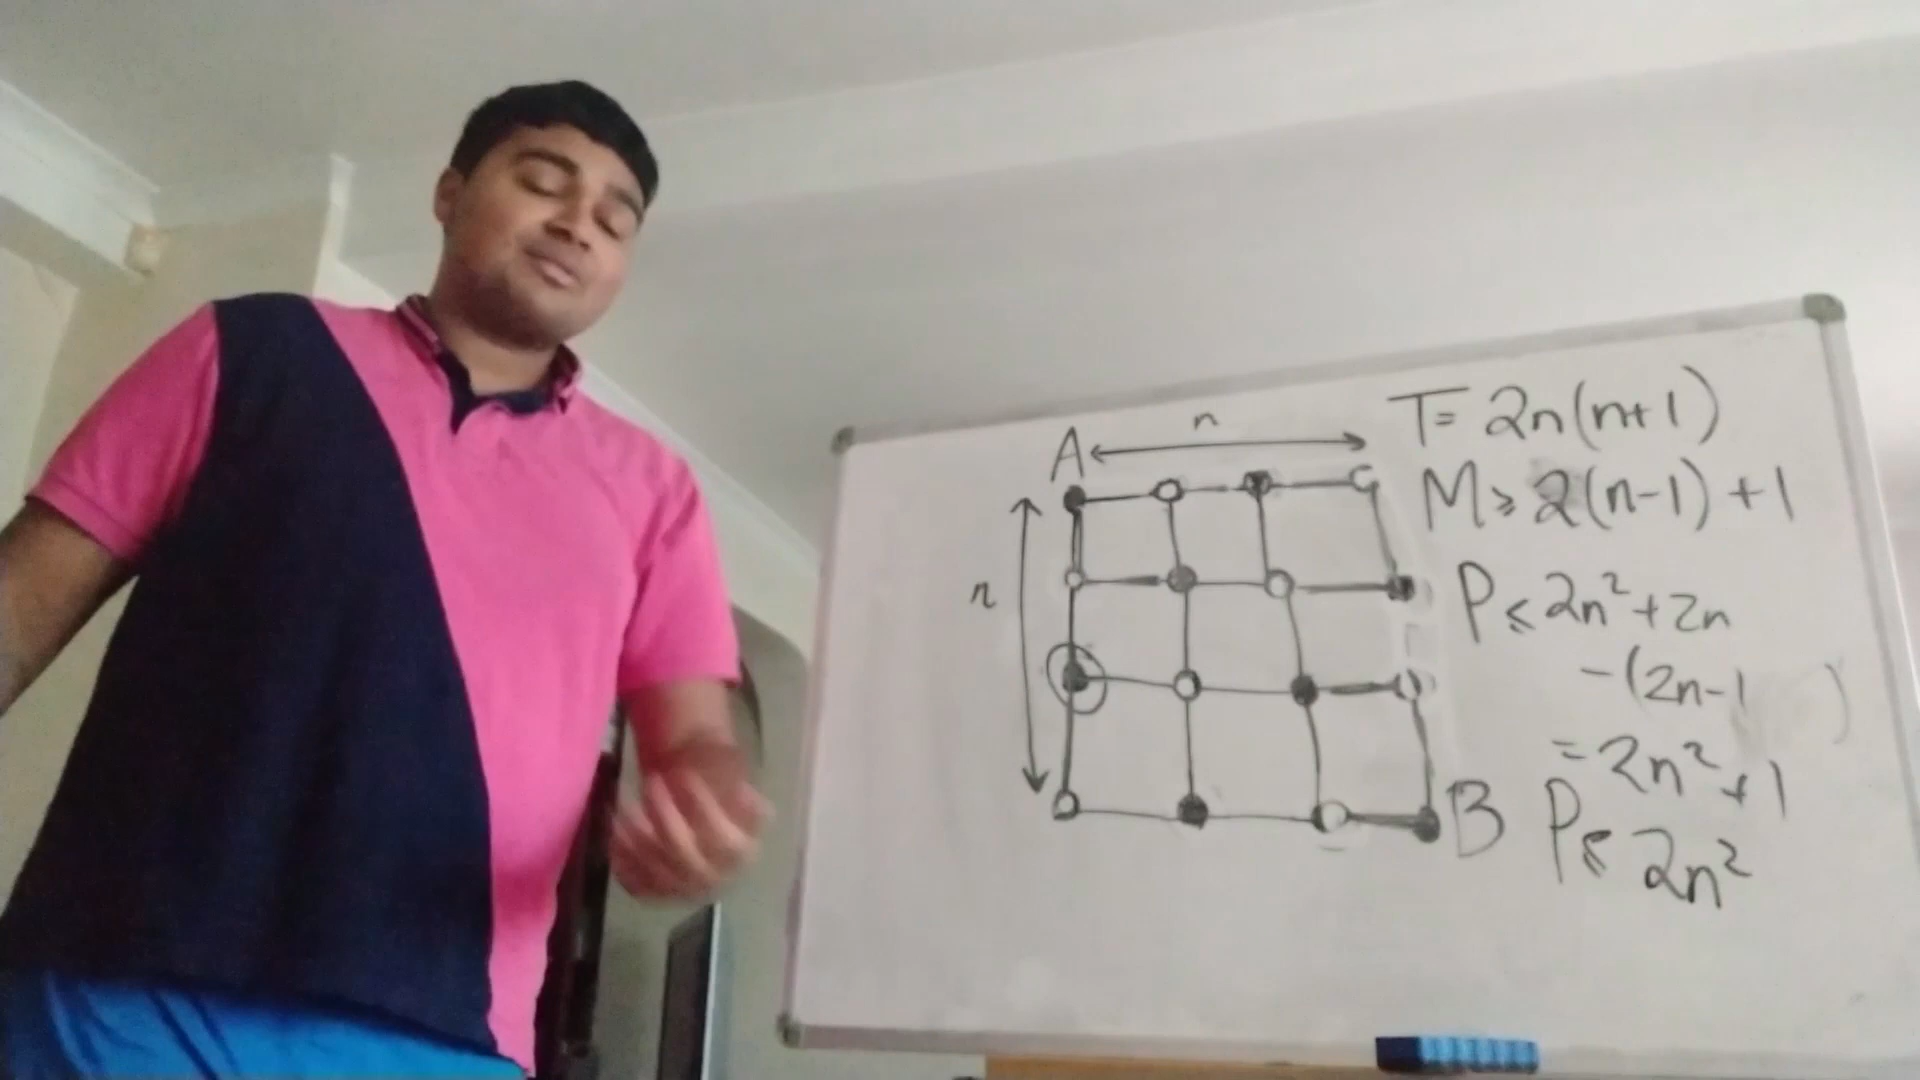 n
A
n
B
T= 2n(n+1)
M ⩾ 2(n-1) + 1
P ⩽ 2n² + 2n
-(2n-1 )
= 2n² + 1
P ⩽ 2n²